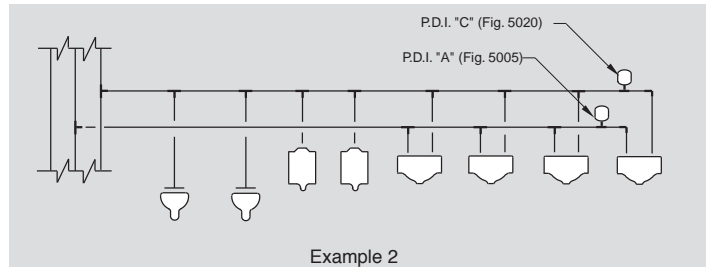 P.D.I. "C" (Fig. 5020)
P.D.I. "A" (Fig. 5005)
Example 2